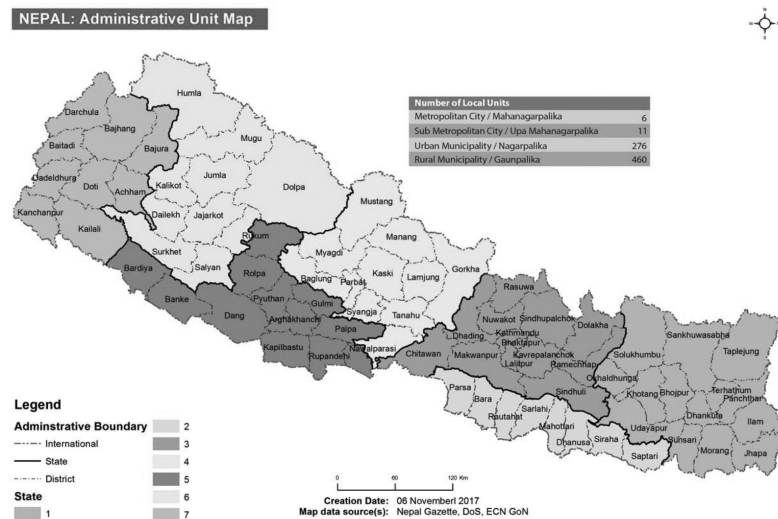 NEPAL: Administrative Unit Map
N
S
Number of Local Units
Metropolitan City / Mahanagarpalika 6
Sub Metropolitan City / Upa Mahanagarpalika 11
Urban Municipality / Nagarpalika 276
Rural Municipality / Gaunpalika 460
Humla
Darchula
Bajhang
Mugu
Baitadi
Bajura
Jumla
Dadeldhura
Doti
Achham
Kalikot
Dolpa
Mustang
Kanchanpur
Kailali
Dailekh
Jajarkot
Rukum
Manang
Surkhet
Salyan
Myagdi
Gorkha
Bardiya
Rolpa
Baglung
Parbat
Kaski
Lamjung
Rasuwa
Banke
Pyuthan
Gulmi
Syangja
Tanahu
Nuwakot
Sindhupalchok
Dolakha
Sankhuwasabha
Dang
Arghakhanchi
Palpa
Dhading
Kathmandu
Bhaktapur
Solukhumbu
Taplejung
Kapilbastu
Rupandehi
Nawalparasi
Chitawan
Makwanpur
Lalitpur
Kavrepalanchok
Ramechhap
Okhaldhunga
Khotang
Bhojpur
Terhathum
Panchthar
Sindhuli
Parsa
Bara
Rautahat
Sarlahi
Mahottari
Dhanusa
Siraha
Saptari
Udayapur
Dhankuta
Ilam
Sunsari
Morang
Jhapa
Legend
Adminstrative Boundary
International
State
District
State
1
2
3
4
5
6
7
0 60 120 Km
Creation Date: 06 Noverberl 2017
Map data source(s): Nepal Gazette, DoS, ECN GoN